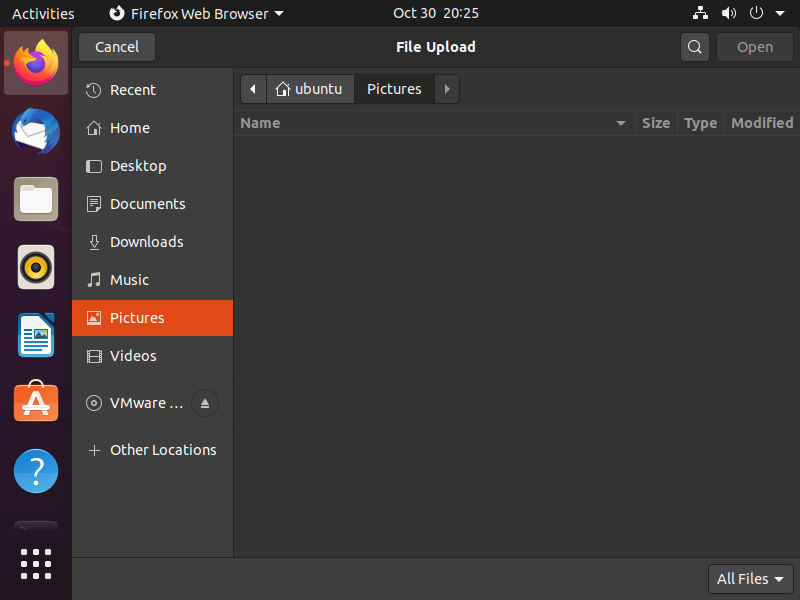 Activities Firefox Web Browser Oct 30 20:25
Cancel File Upload Open
Recent
Home
Desktop
Documents
Downloads
Music
Pictures
Videos
VMware ...
Other Locations
ubuntu Pictures
Name Size Type Modified
All Files